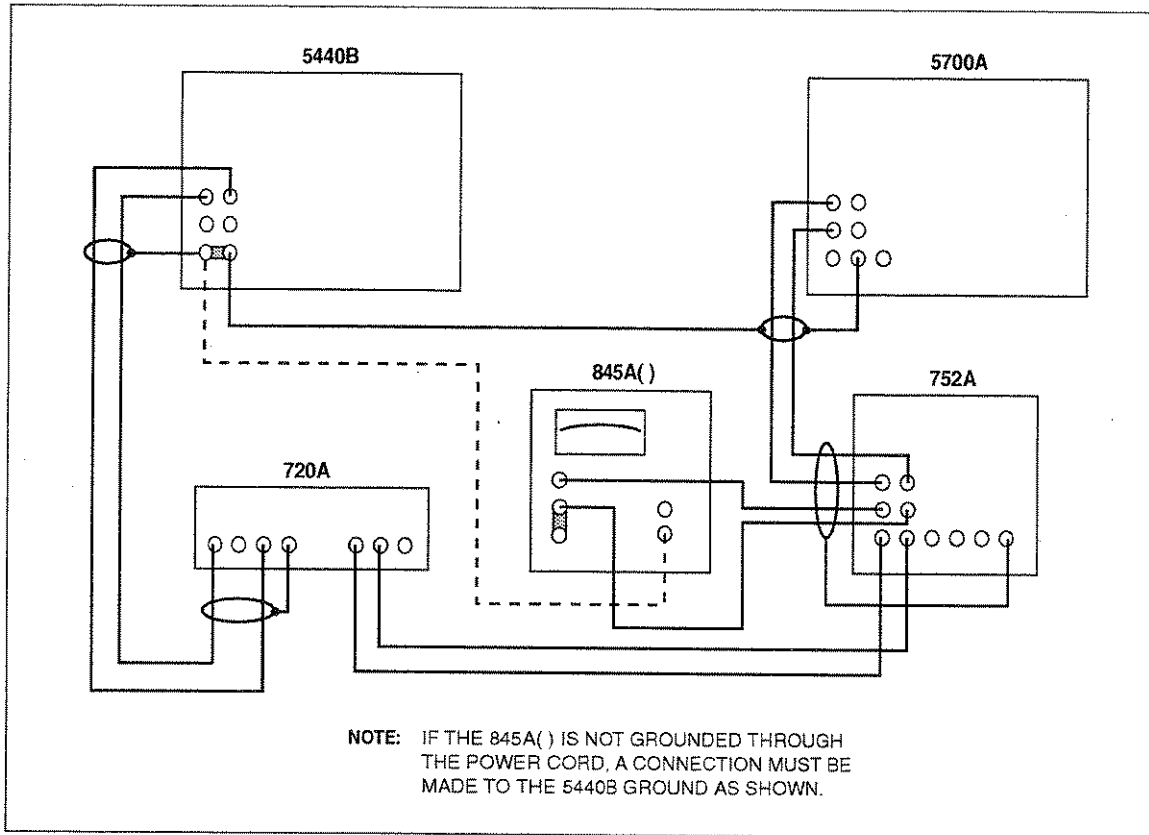 5440B
5700A
845A( )
752A
720A
NOTE: IF THE 845A( ) IS NOT GROUNDED THROUGH
THE POWER CORD, A CONNECTION MUST BE
MADE TO THE 5440B GROUND AS SHOWN.